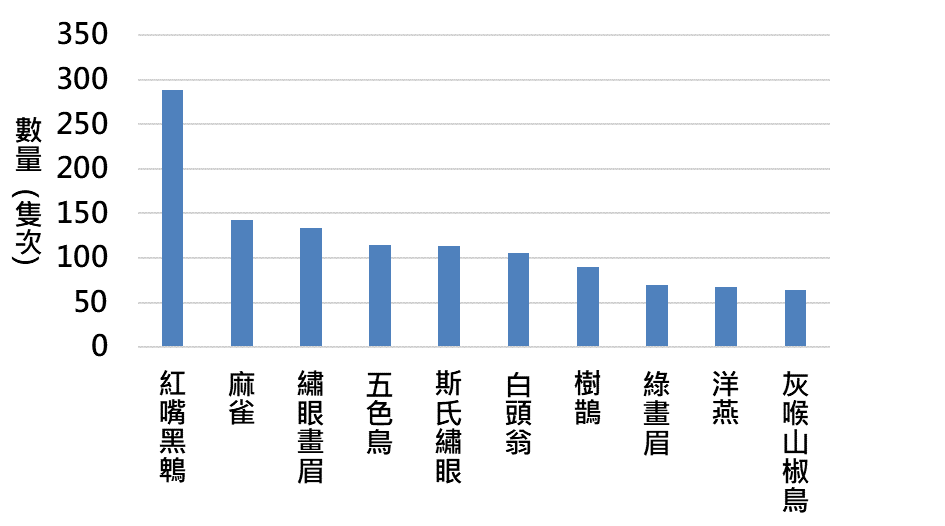 350
300
250
200
150
100
50
0
數量（隻次）
紅嘴黑鵯
麻雀
繡眼畫眉
五色鳥
斯氏繡眼
白頭翁
樹鵲
綠畫眉
洋燕
灰喉山椒鳥